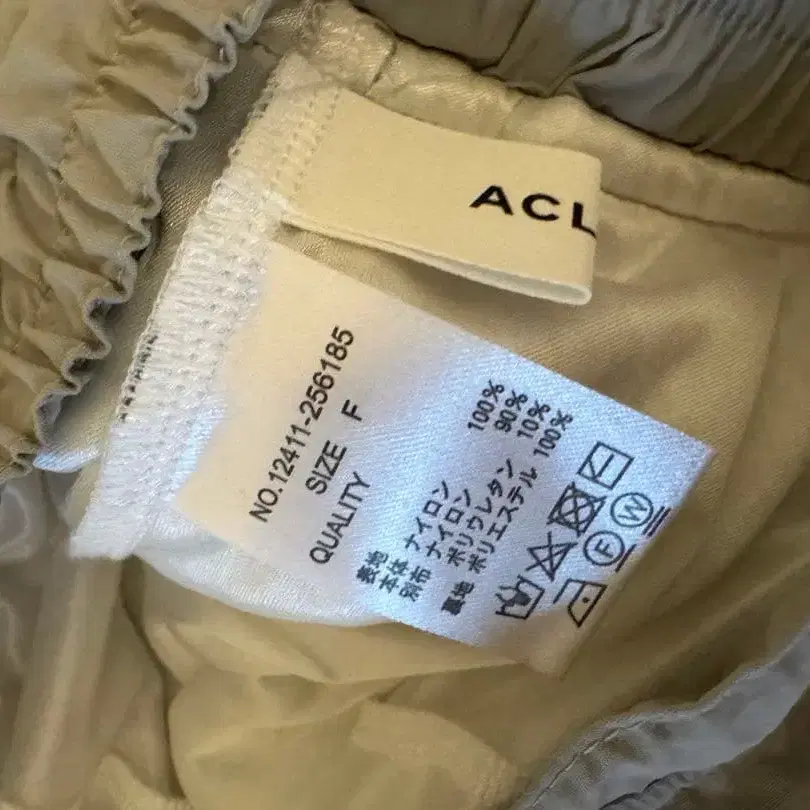 ACL
NO.12411-256185
SIZE F
QUALITY
表地
本体 ナイロン 100%
別布 ナイロン 90%
ポリウレタン 10%
裏地 ポリエステル 100%
F W